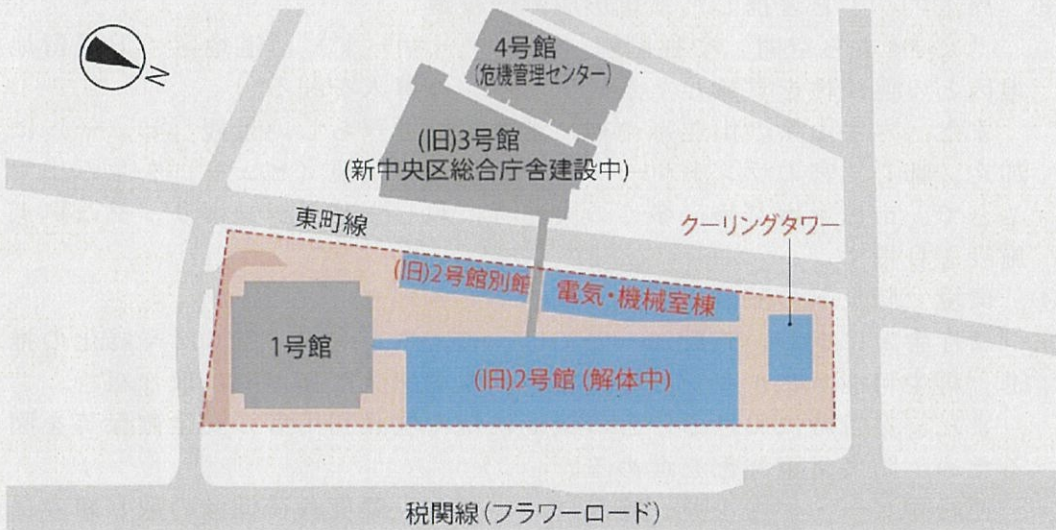 N
4号館
(危機管理センター)
(旧)3号館
(新中央区総合庁舎建設中)
東町線
クーリングタワー
(旧)2号館別館
電気・機械室棟
1号館
(旧)2号館(解体中)
税関線(フラワーロード)